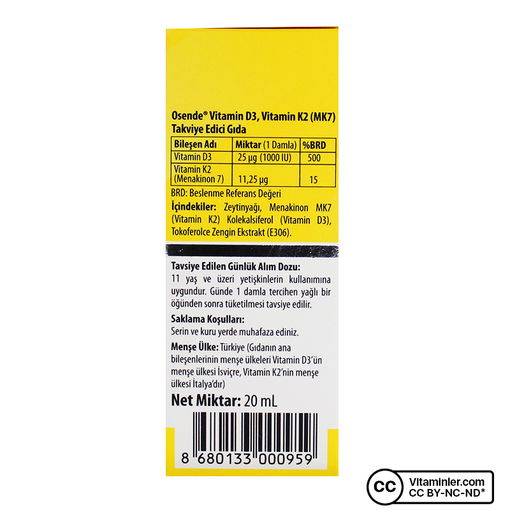 Osende® Vitamin D3, Vitamin K2 (MK7)
Takviye Edici Gıda
Bileşen Adı Miktar (1 Damla) %BRD
Vitamin D3 25 µg (1000 IU) 500
Vitamin K2
(Menakinon 7) 11,25 µg 15
BRD: Beslenme Referans Değeri
İçindekiler: Zeytinyağı, Menakinon MK7
(Vitamin K2) Kolekalsiferol (Vitamin D3),
Tokoferolce Zengin Ekstrakt (E306).
Tavsiye Edilen Günlük Alım Dozu:
11 yaş ve üzeri yetişkinlerin kullanımına
uygundur. Günde 1 damla tercihen yağlı bir
öğünden sonra tüketilmesi tavsiye edilir.
Saklama Koşulları:
Serin ve kuru yerde muhafaza ediniz.
Menşe Ülke: Türkiye (Gıdanın ana
bileşenlerinin menşe ülkeleri Vitamin D3'ün
menşe ülkesi İsviçre, Vitamin K2'nin menşe
ülkesi İtalya'dır)
Net Miktar: 20 mL
8 680133 000959
CC Vitaminler.com
CC BY-NC-ND*